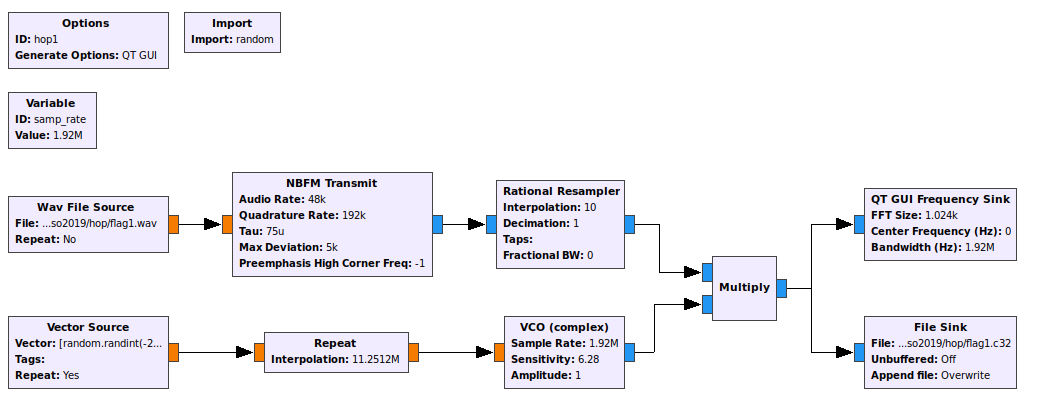 Options
ID: hop1
Generate Options: QT GUI
Import
Import: random
Variable
ID: samp_rate
Value: 1.92M
Wav File Source
File: ...so2019/hop/flag1.wav
Repeat: No
NBFM Transmit
Audio Rate: 48k
Quadrature Rate: 192k
Tau: 75u
Max Deviation: 5k
Preemphasis High Corner Freq: -1
Rational Resampler
Interpolation: 10
Decimation: 1
Taps:
Fractional BW: 0
Multiply
QT GUI Frequency Sink
FFT Size: 1.024k
Center Frequency (Hz): 0
Bandwidth (Hz): 1.92M
Vector Source
Vector: [random.randint(-2...
Tags:
Repeat: Yes
Repeat
Interpolation: 11.2512M
VCO (complex)
Sample Rate: 1.92M
Sensitivity: 6.28
Amplitude: 1
File Sink
File: ...so2019/hop/flag1.c32
Unbuffered: Off
Append file: Overwrite